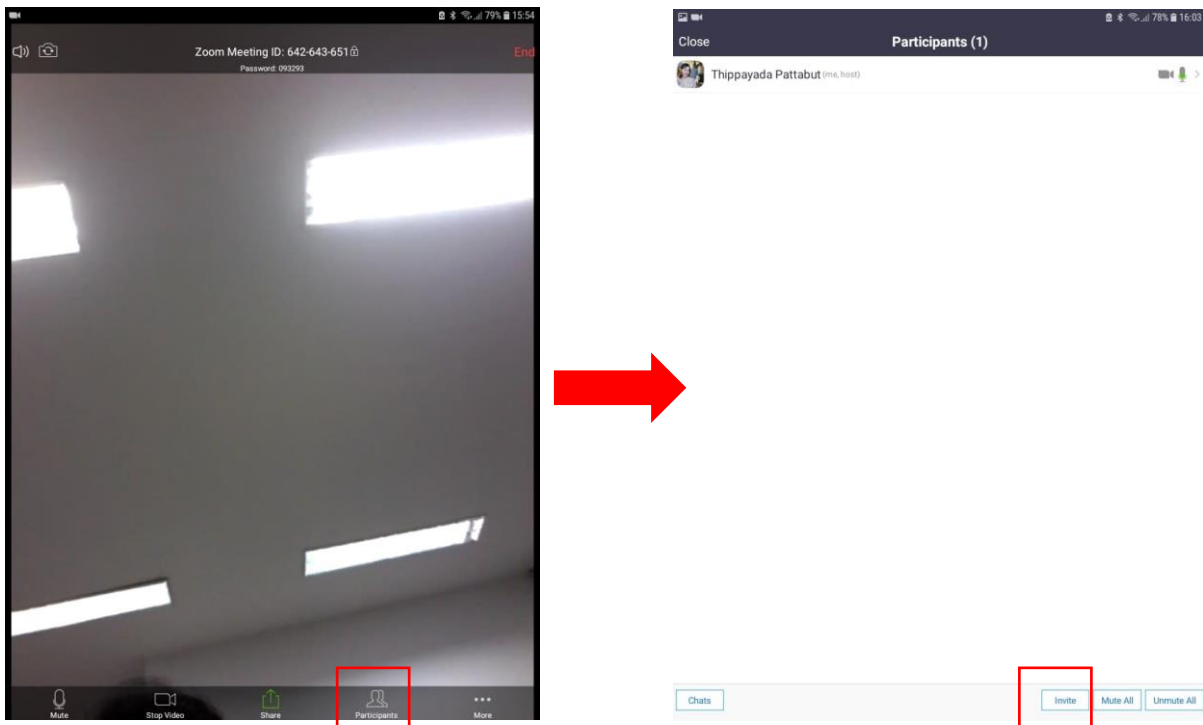 79% 15:54
Zoom Meeting ID: 642-643-651
End
Password: 093293
Mute
Stop Video
Share
Participants
More
78% 16:03
Close
Participants (1)
Thippayada Pattabut (me, host)
Chats
Invite
Mute All
Unmute All